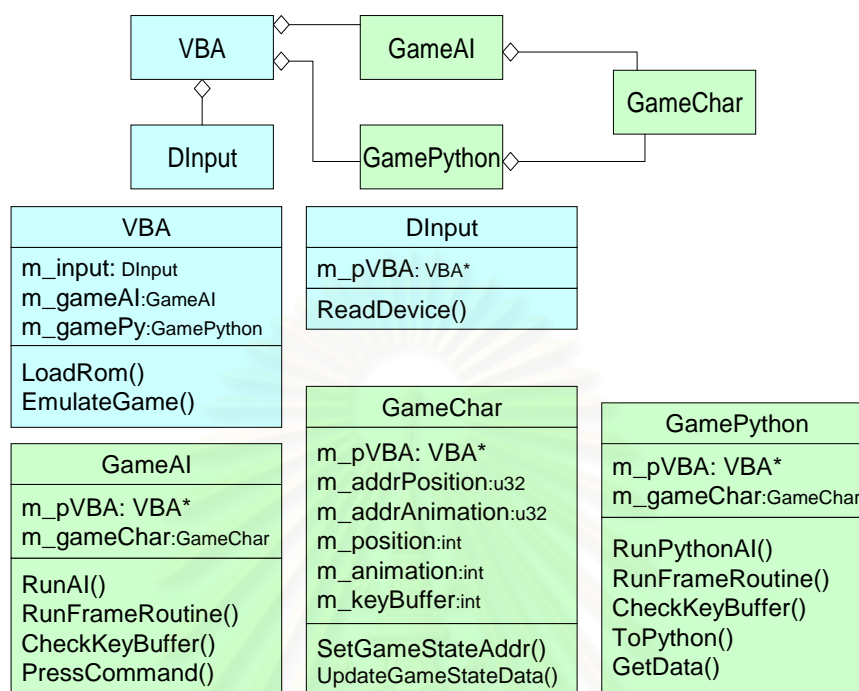 VBA
GameAI
GameChar
DInput
GamePython
VBA
m_input: DInput
m_gameAI:GameAI
m_gamePy:GamePython
LoadRom()
EmulateGame()
DInput
m_pVBA: VBA*
ReadDevice()
GameChar
m_pVBA: VBA*
m_addrPosition:u32
m_addrAnimation:u32
m_position:int
m_animation:int
m_keyBuffer:int
SetGameStateAddr()
UpdateGameStateData()
GamePython
m_pVBA: VBA*
m_gameChar:GameChar
RunPythonAI()
RunFrameRoutine()
CheckKeyBuffer()
ToPython()
GetData()
GameAI
m_pVBA: VBA*
m_gameChar:GameChar
RunAI()
RunFrameRoutine()
CheckKeyBuffer()
PressCommand()